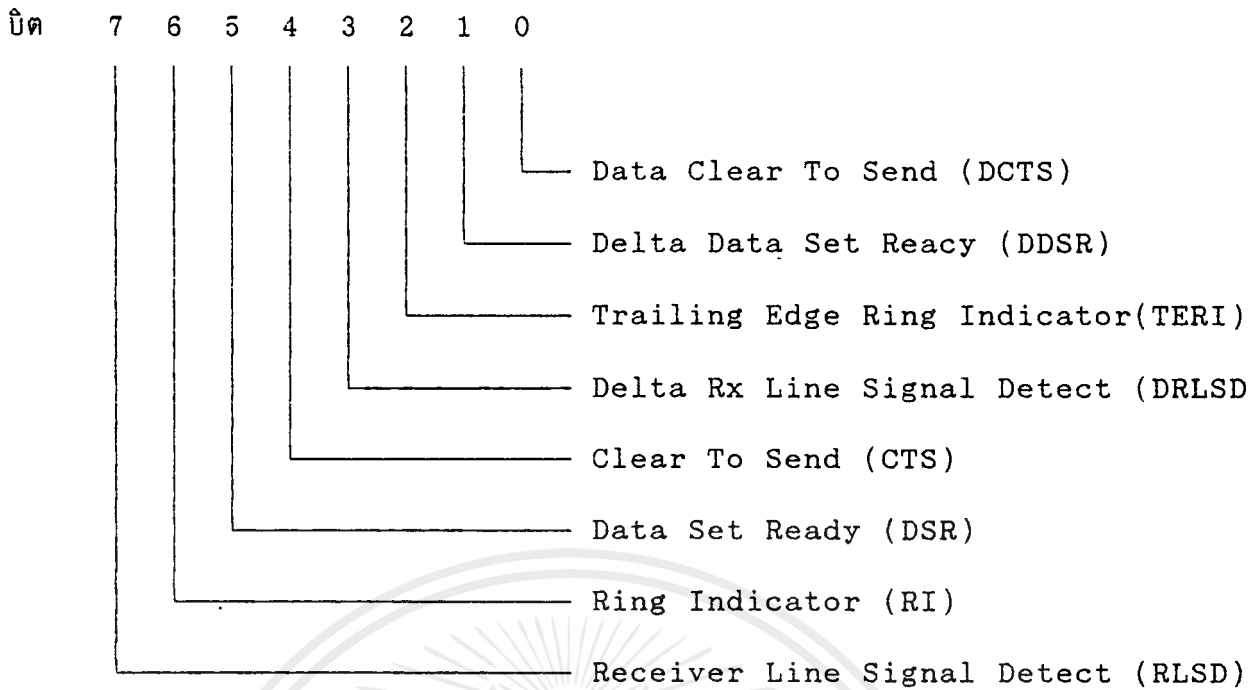 บิต 7 6 5 4 3 2 1 0
Data Clear To Send (DCTS)
Delta Data Set Reacy (DDSR)
Trailing Edge Ring Indicator(TERI)
Delta Rx Line Signal Detect (DRLSD
Clear To Send (CTS)
Data Set Ready (DSR)
Ring Indicator (RI)
Receiver Line Signal Detect (RLSD)